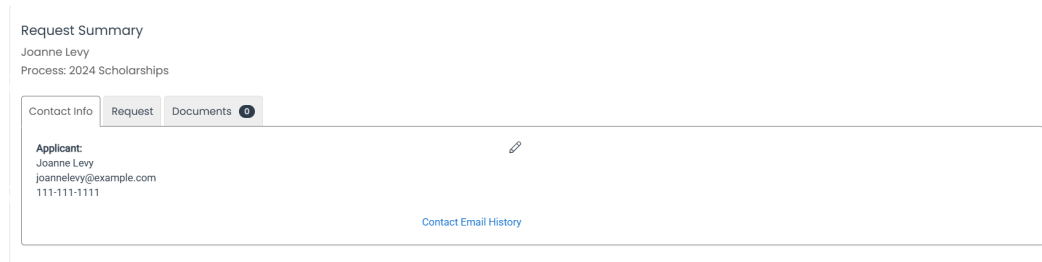 Request Summary
Joanne Levy
Process: 2024 Scholarships
Contact Info
Request
Documents 0
Applicant:
Joanne Levy
joannelevy@example.com
111-111-1111
Contact Email History